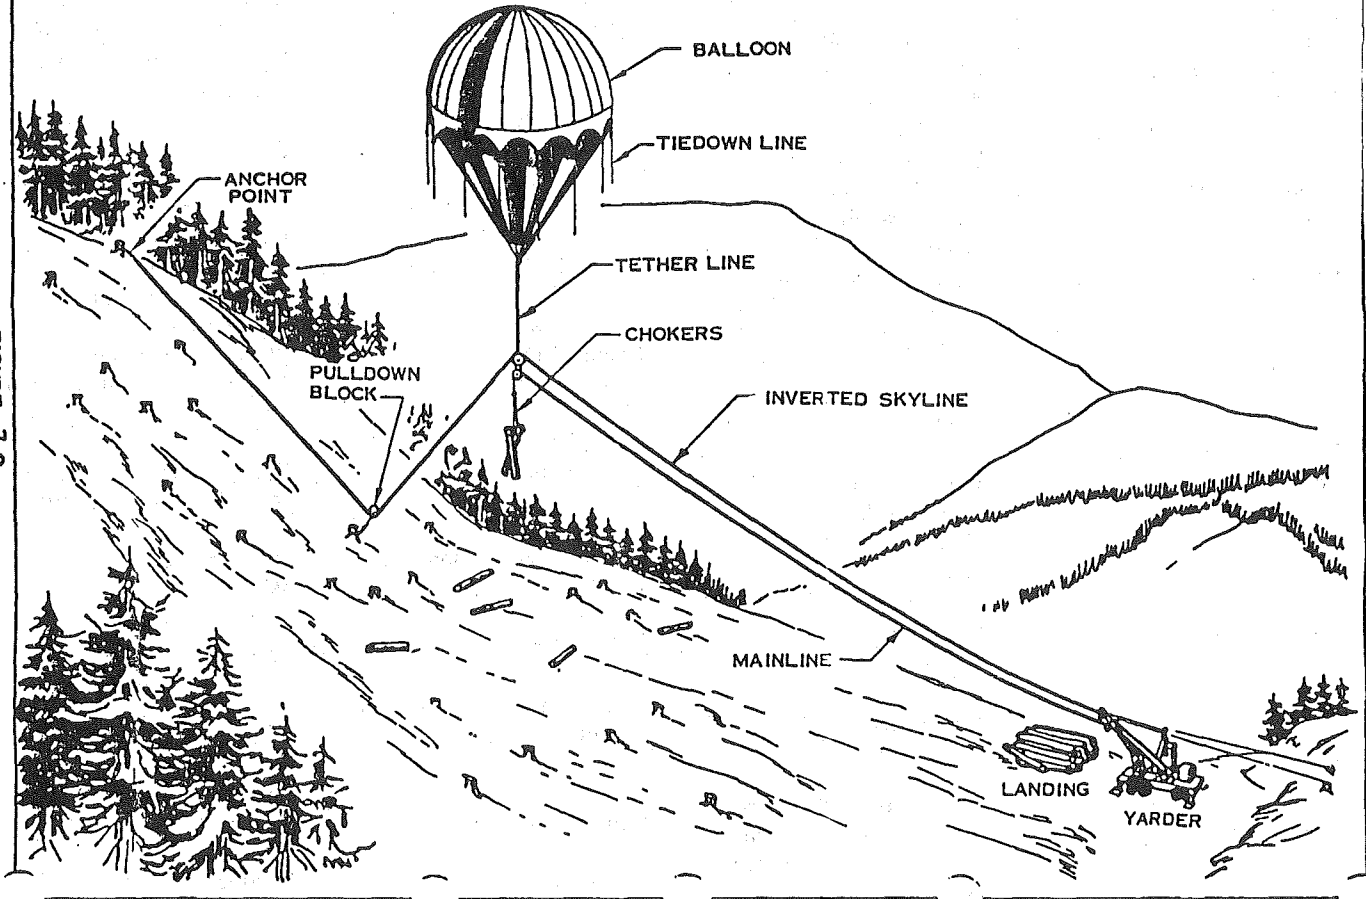 BALLOON
TIEDOWN LINE
ANCHOR
POINT
TETHER LINE
CHOKERS
PULLDOWN
BLOCK
INVERTED SKYLINE
MAINLINE
LANDING
YARDER